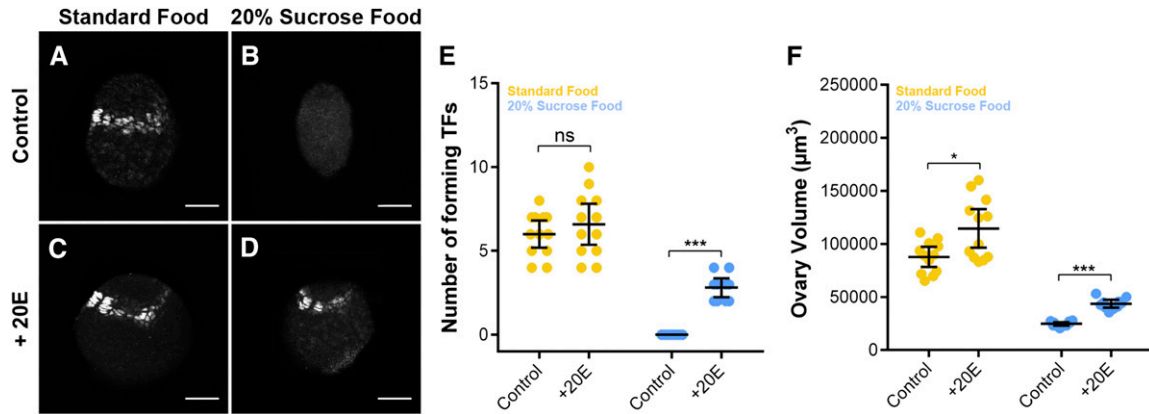 Standard Food
20% Sucrose Food
Control
+ 20E
A
B
C
D
E
Number of forming TFs
15
10
5
0
Standard Food
20% Sucrose Food
ns
***
Control
+20E
Control
+20E
F
Ovary Volume (µm³)
250000
200000
150000
100000
50000
0
Standard Food
20% Sucrose Food
*
***
Control
+20E
Control
+20E